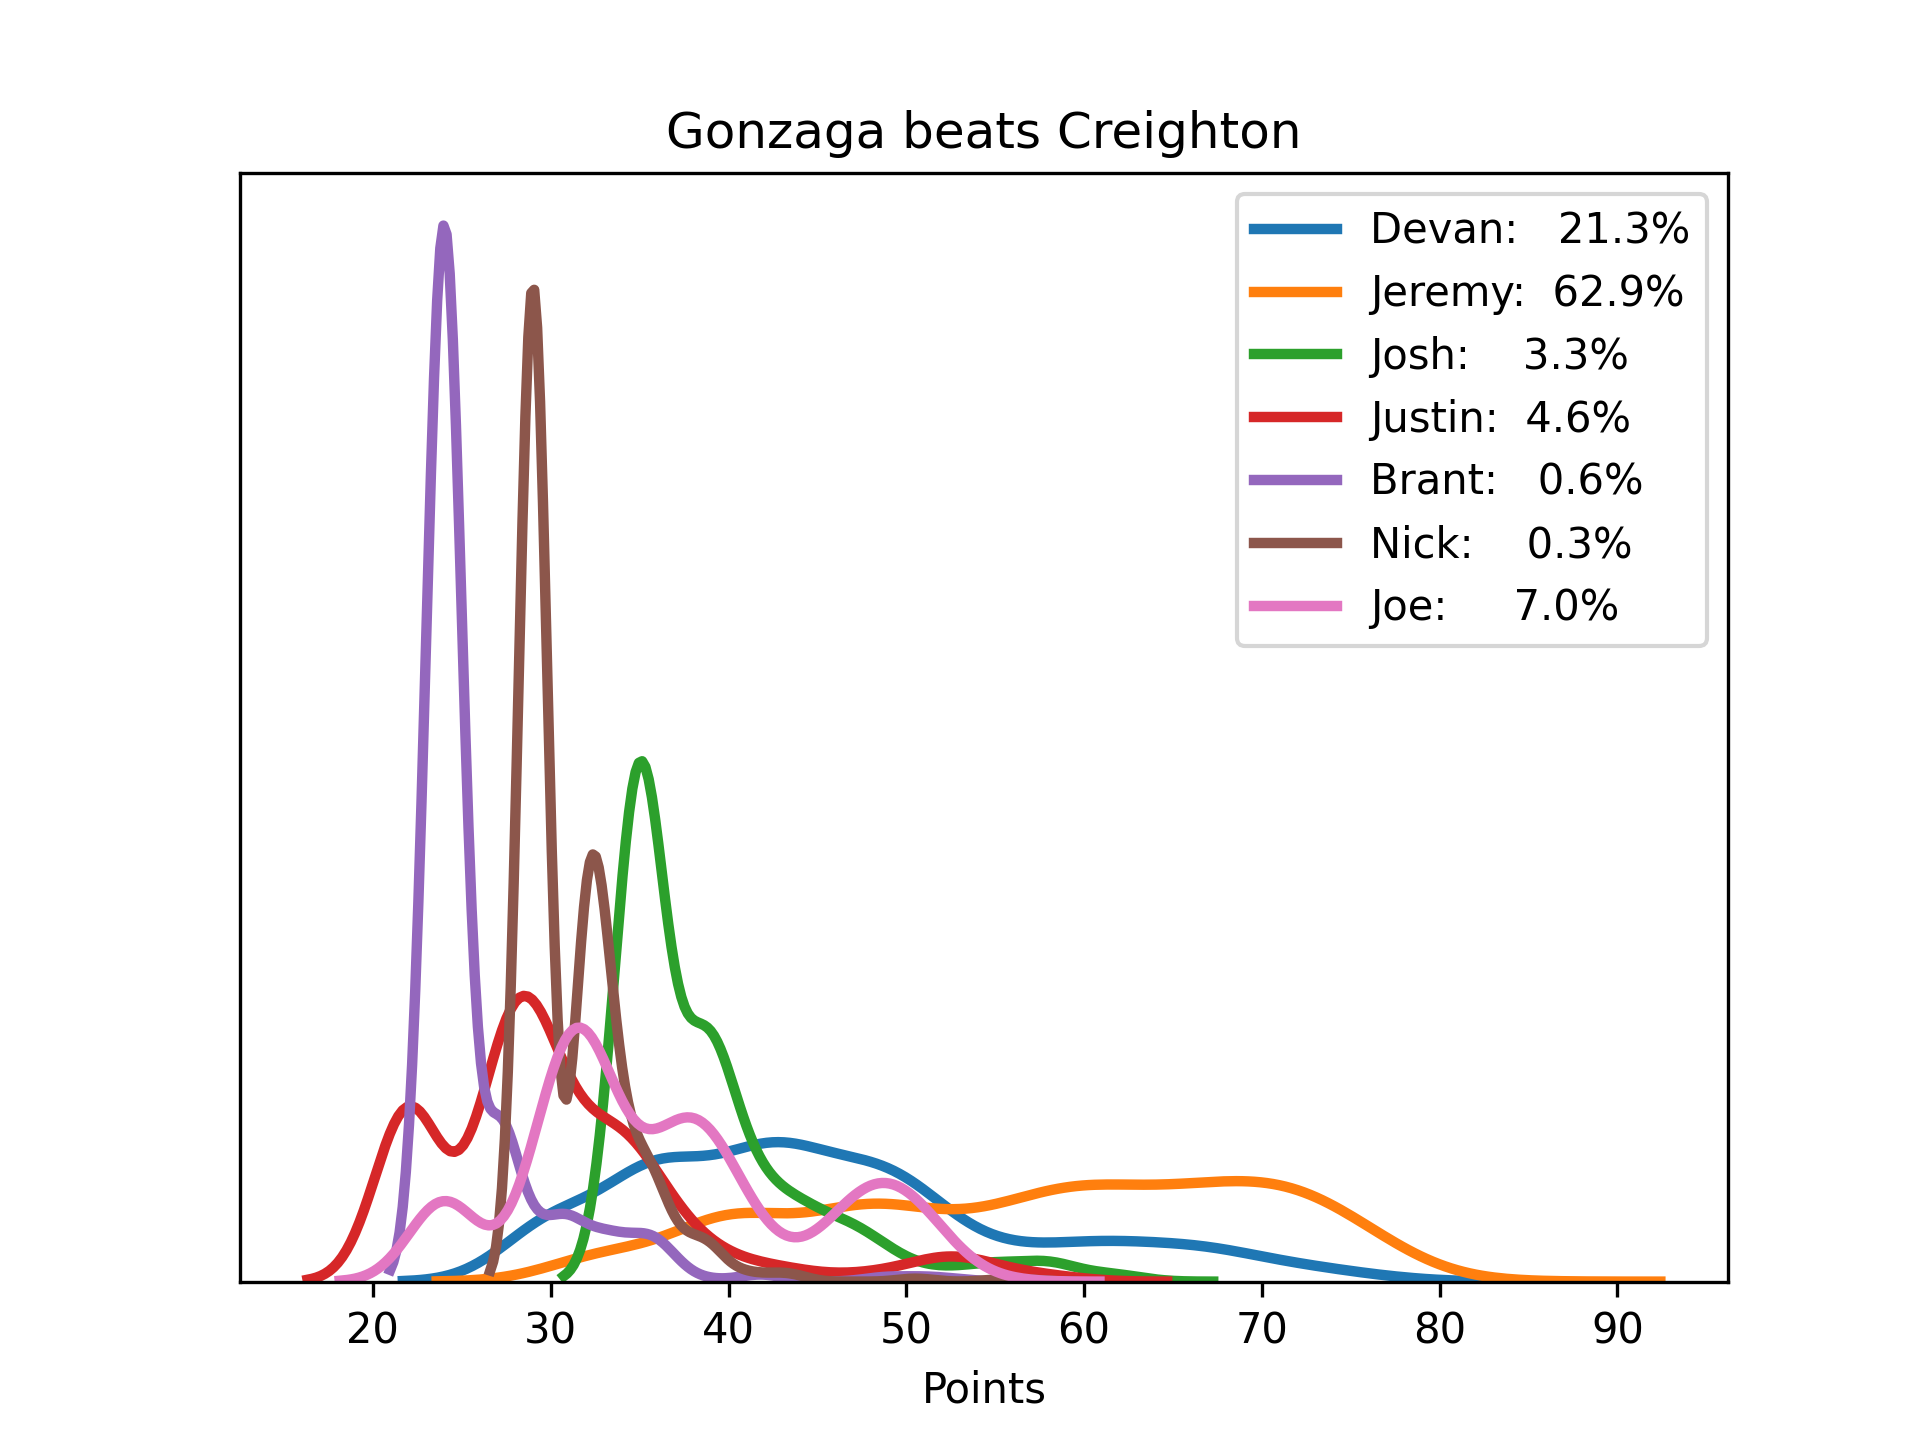 Gonzaga beats Creighton
Devan: 21.3%
Jeremy: 62.9%
Josh: 3.3%
Justin: 4.6%
Brant: 0.6%
Nick: 0.3%
Joe: 7.0%
20 30 40 50 60 70 80 90
Points